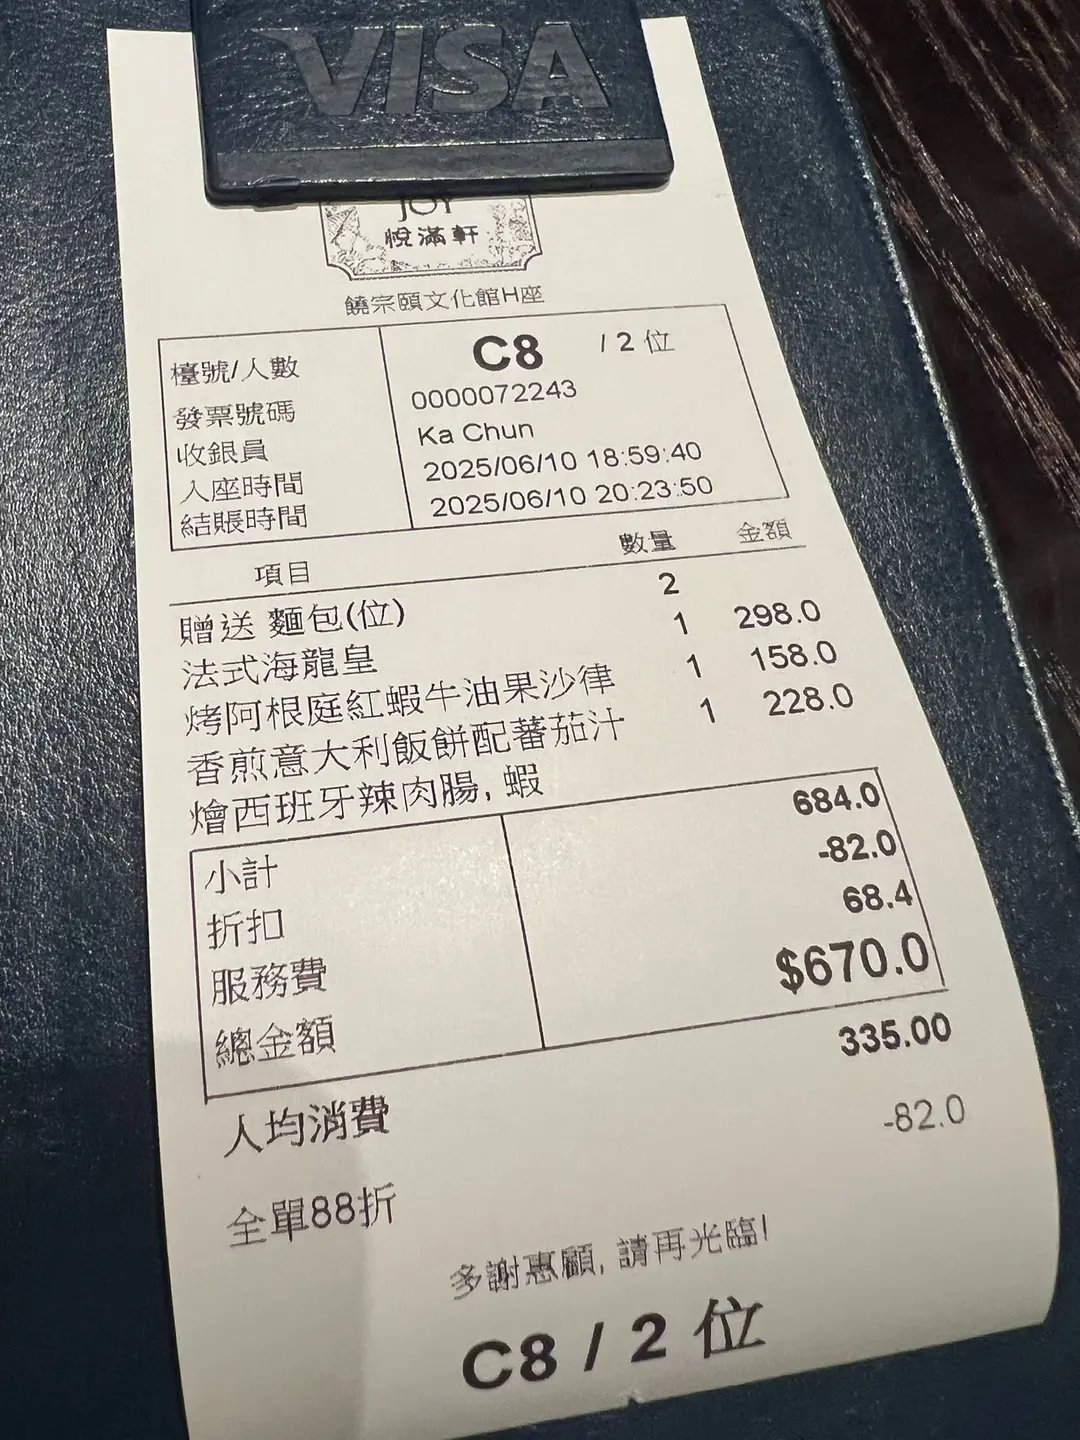 VISA
JOY
悅滿軒
饒宗頤文化館H座
檯號/人數 C8 / 2 位
發票號碼 0000072243
收銀員 Ka Chun
入座時間 2025/06/10 18:59:40
結賬時間 2025/06/10 20:23:50
項目 數量 金額
贈送 麵包(位) 2
法式海龍皇 1 298.0
烤阿根庭紅蝦牛油果沙律 1 158.0
香煎意大利飯餅配蕃茄汁 1 228.0
燴西班牙辣肉腸, 蝦
小計 684.0
折扣 -82.0
服務費 68.4
總金額 $670.0
人均消費 335.00
全單88折 -82.0
多謝惠顧, 請再光臨!
C8 / 2 位